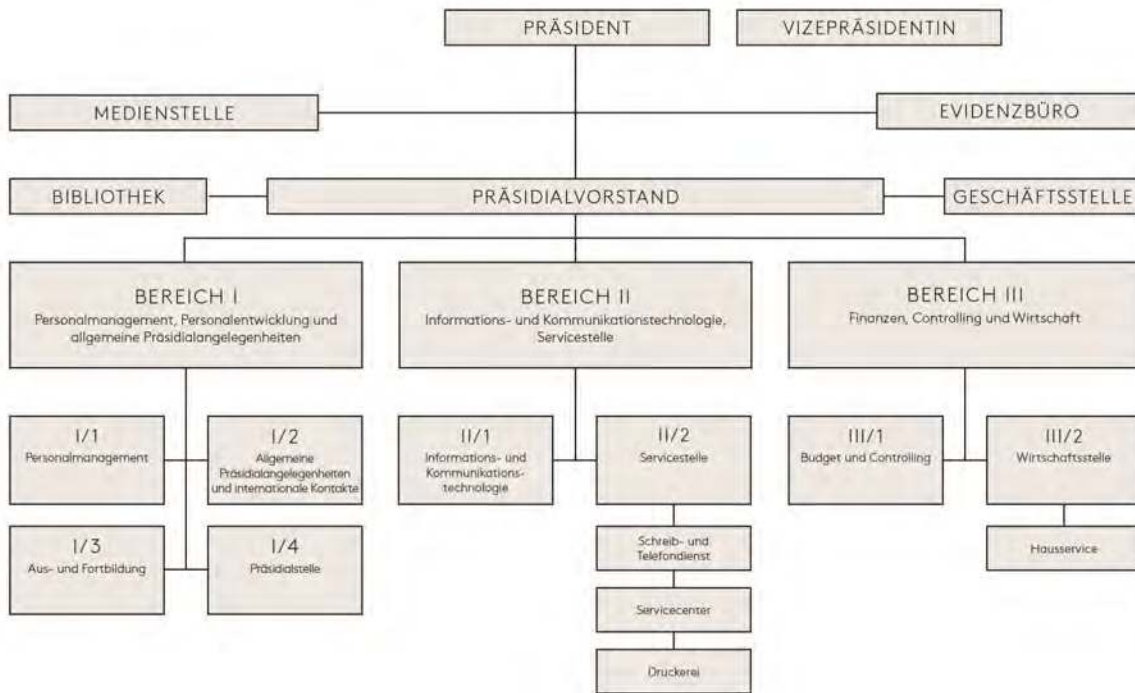 PRÄSIDENT
VIZEPRÄSIDENTIN
MEDIENSTELLE
EVIDENZBÜRO
BIBLIOTHEK
PRÄSIDIALVORSTAND
GESCHÄFTSSTELLE
BEREICH I
Personalmanagement, Personalentwicklung und
allgemeine Präsidialangelegenheiten
BEREICH II
Informations- und Kommunikationstechnologie,
Servicestelle
BEREICH III
Finanzen, Controlling und Wirtschaft
I/1
Personalmanagement
I/2
Allgemeine
Präsidialangelegenheiten
und internationale Kontakte
II/1
Informations- und
Kommunikations-
technologie
II/2
Servicestelle
III/1
Budget und Controlling
III/2
Wirtschaftsstelle
I/3
Aus- und Fortbildung
I/4
Präsidialstelle
Schreib- und
Telefondienst
Hausservice
Servicecenter
Druckerei